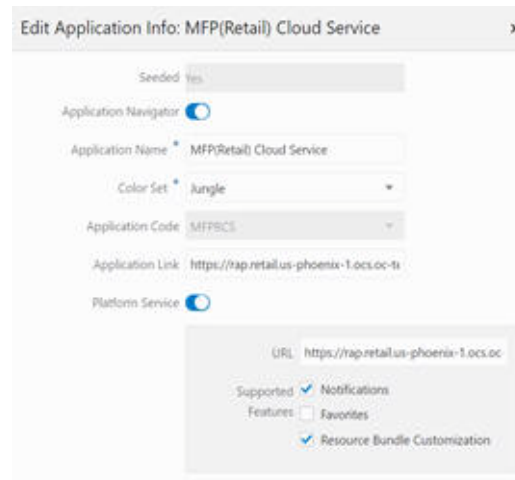 Edit Application Info: MFP(Retail) Cloud Service
Seeded Yes
Application Navigator
Application Name * MFP(Retail) Cloud Service
Color Set * Jungle
Application Code MFPRCS
Application Link https://rap.retail.us-phoenix-1.ocs.oc-te
Platform Service
URL https://rap.retail.us-phoenix-1.ocs.oc
Supported Features
Notifications
Favorites
Resource Bundle Customization